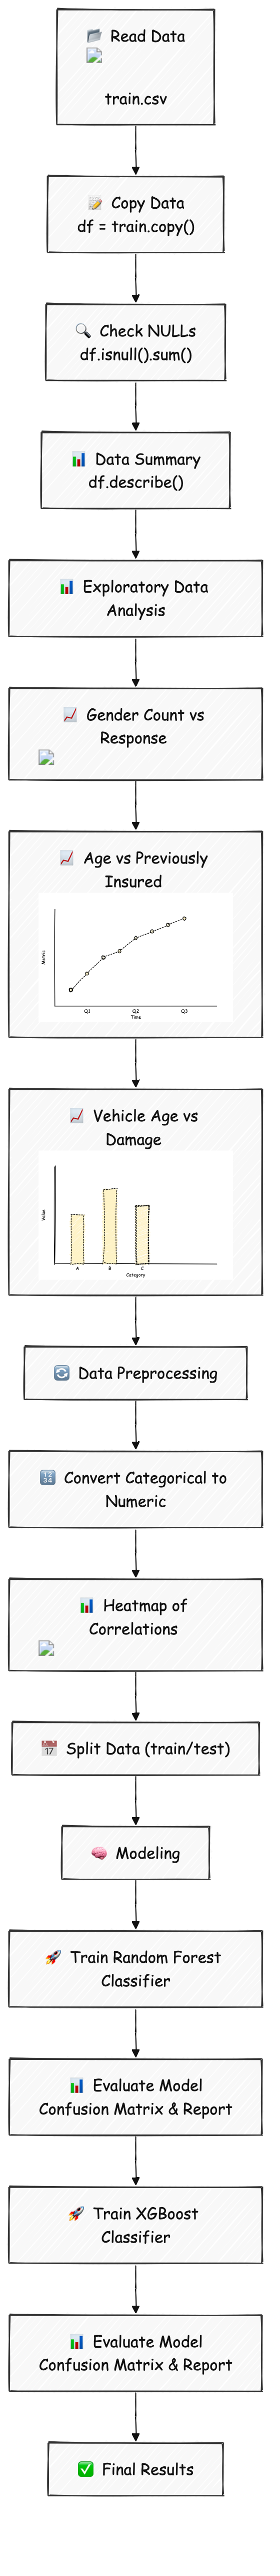 Read Data
train.csv
Copy Data
df = train.copy()
Check NULLs
df.isnull().sum()
Data Summary
df.describe()
Exploratory Data
Analysis
Gender Count vs
Response
Age vs Previously
Insured
Metric
Q1 Q2 Q3
Time
Vehicle Age vs
Damage
Value
A B C
Category
Data Preprocessing
Convert Categorical to
Numeric
Heatmap of
Correlations
Split Data (train/test)
Modeling
Train Random Forest
Classifier
Evaluate Model
Confusion Matrix & Report
Train XGBoost
Classifier
Evaluate Model
Confusion Matrix & Report
Final Results